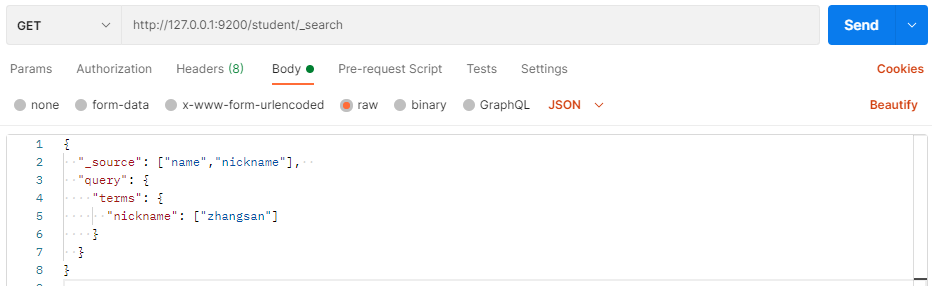 GET http://127.0.0.1:9200/student/_search Send
Params Authorization Headers (8) Body Pre-request Script Tests Settings Cookies
none form-data x-www-form-urlencoded raw binary GraphQL JSON Beautify
1 {
2 "_source": ["name","nickname"],
3 "query": {
4 "terms": {
5 "nickname": ["zhangsan"]
6 }
7 }
8 }